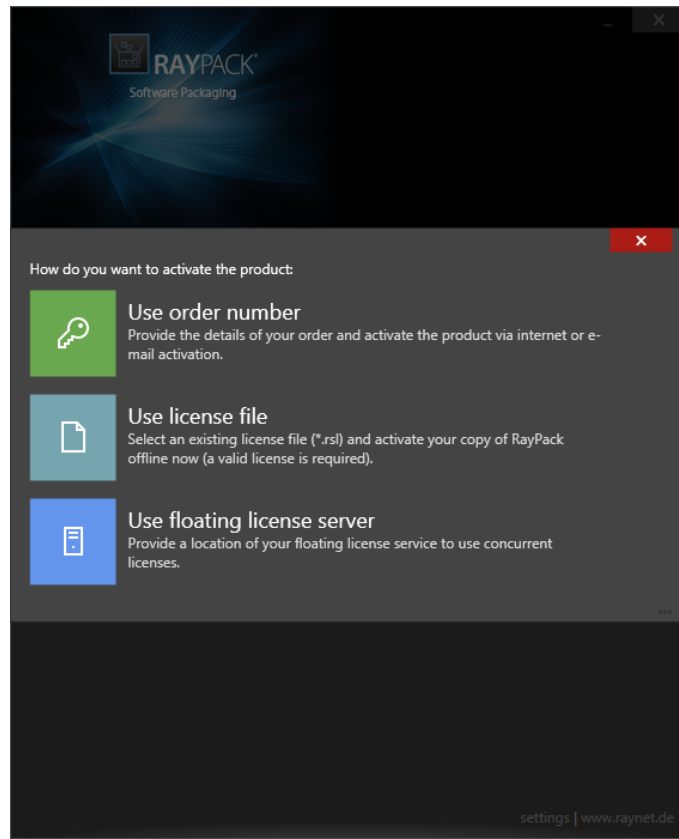 RAYPACK®
Software Packaging
How do you want to activate the product:
Use order number
Provide the details of your order and activate the product via internet or e-
mail activation.
Use license file
Select an existing license file (*.rsl) and activate your copy of RayPack
offline now (a valid license is required).
Use floating license server
Provide a location of your floating license service to use concurrent
licenses.
...
settings | www.raynet.de